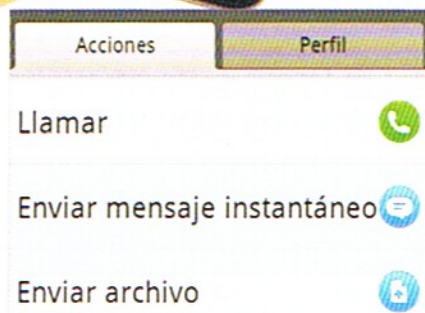 Acciones Perfil
Llamar
Enviar mensaje instantáneo
Enviar archivo